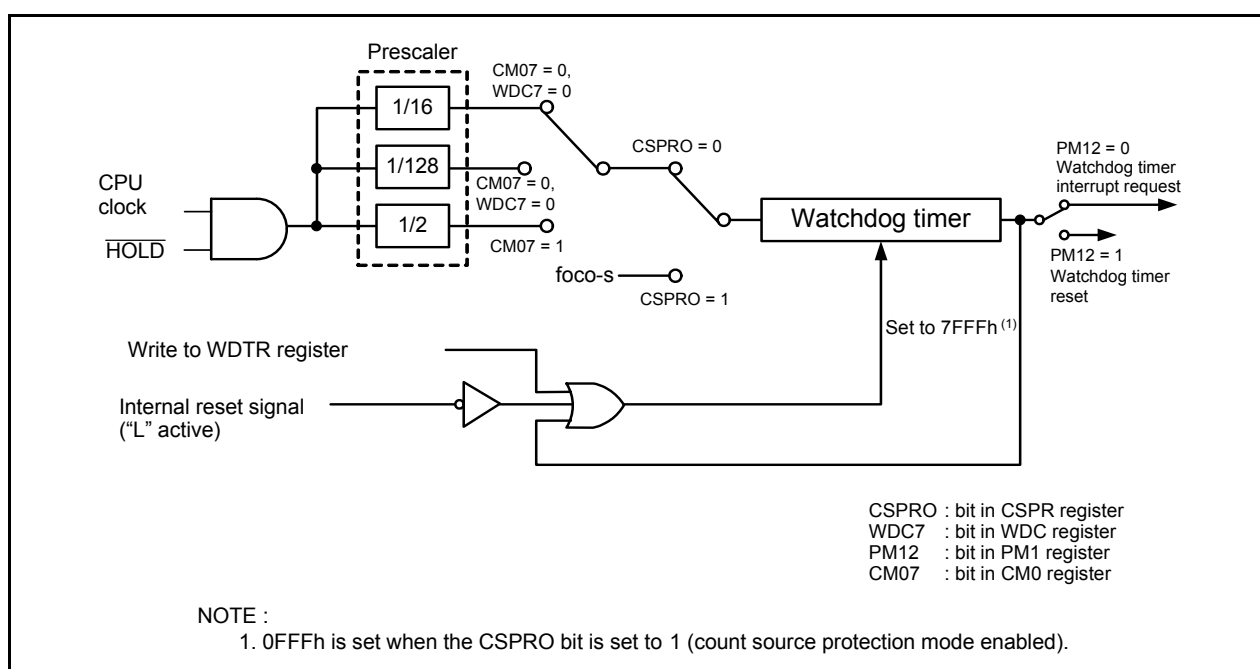 Prescaler
1/16
1/128
1/2
CM07 = 0,
WDC7 = 0
CM07 = 0,
WDC7 = 0
CM07 = 1
CSPRO = 0
foco-s
CSPRO = 1
CPU
clock
HOLD
Watchdog timer
PM12 = 0
Watchdog timer
interrupt request
PM12 = 1
Watchdog timer
reset
Set to 7FFFh (1)
Write to WDTR register
Internal reset signal
(“L” active)
CSPRO : bit in CSPR register
WDC7 : bit in WDC register
PM12 : bit in PM1 register
CM07 : bit in CM0 register
NOTE :
1. 0FFFh is set when the CSPRO bit is set to 1 (count source protection mode enabled).